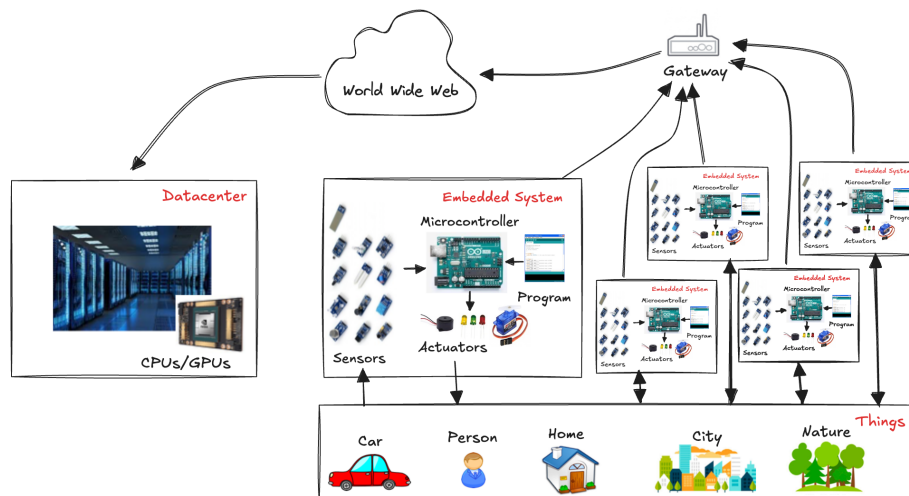 World Wide Web
Gateway
Datacenter
CPUs/GPUs
Embedded System
Microcontroller
Program
Sensors
Actuators
Embedded System
Microcontroller
Program
Sensors
Actuators
Embedded System
Microcontroller
Program
Sensors
Actuators
Embedded System
Microcontroller
Program
Sensors
Actuators
Embedded System
Microcontroller
Program
Sensors
Actuators
Things
Car
Person
Home
City
Nature